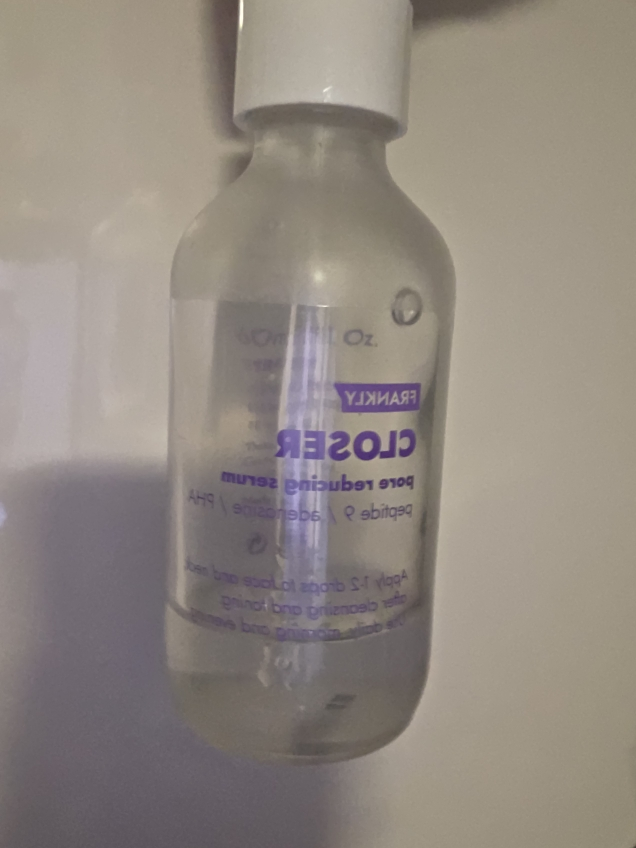 FRANKLY
CLOSER
pore reducing serum
peptide 9 / adenosine / PHA
Apply 1-2 drops to face and neck
after cleansing and toning
Use daily, morning and evening